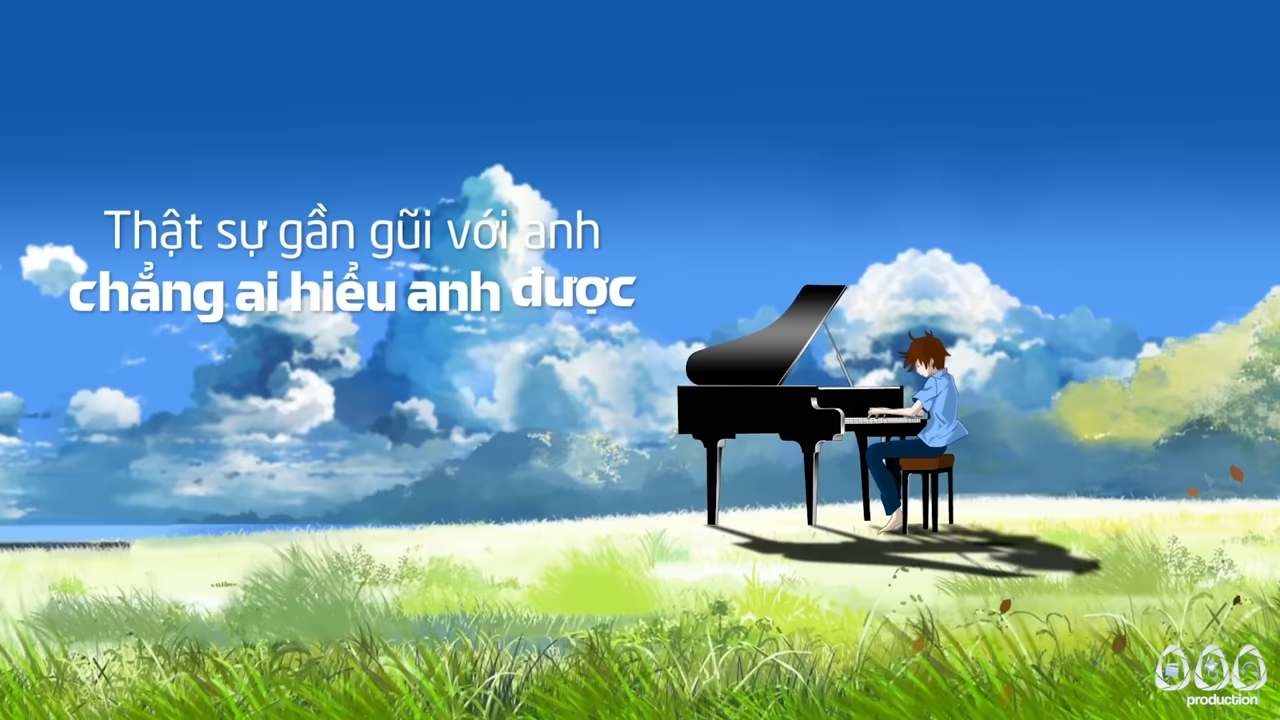 Thật sự gần gũi với anh
chẳng ai hiểu anh được
production